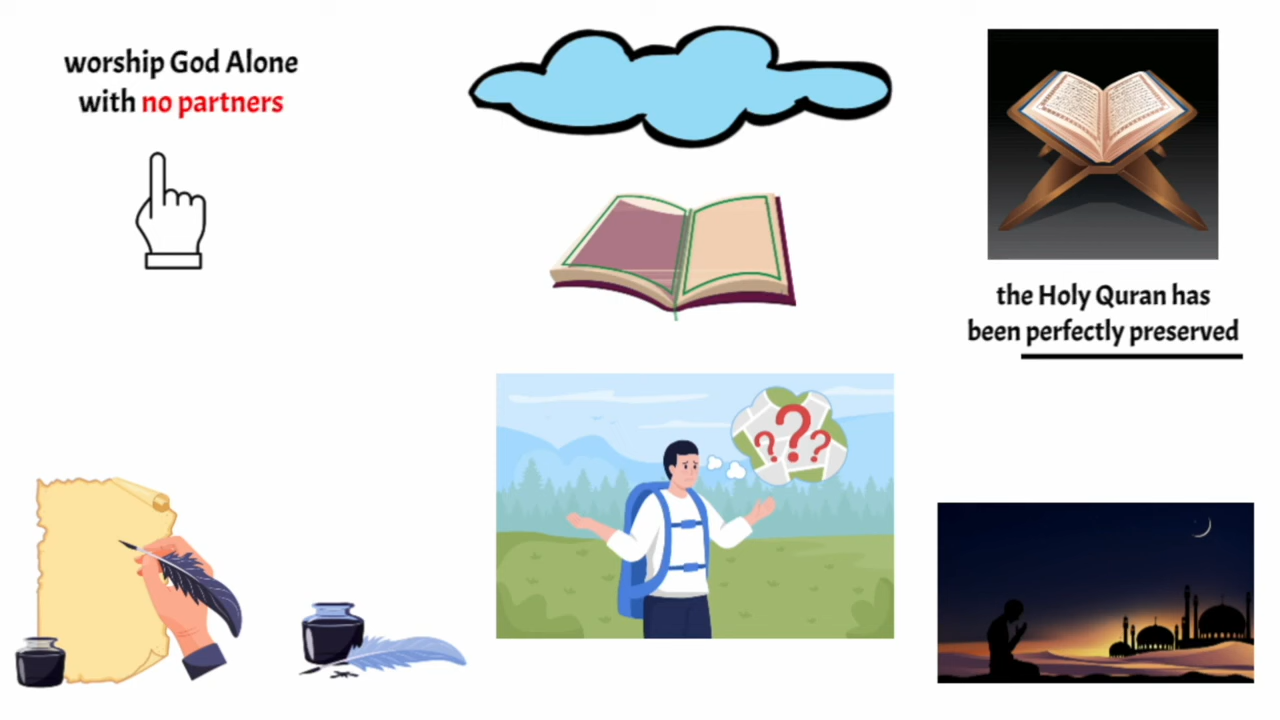 worship God Alone
with no partners
the Holy Quran has
been perfectly preserved
? ? ?